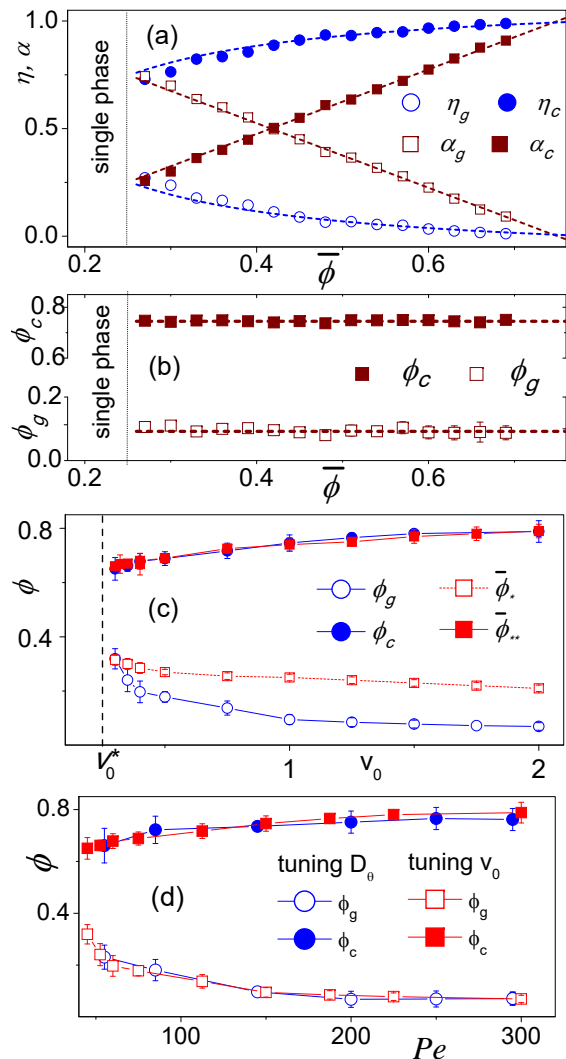 (a)
η, α
1.0
0.5
0.0
single phase
η_g
η_c
α_g
α_c
0.2
0.4
0.6
ϕ̅
(b)
ϕ_g ϕ_c
0.8
0.6
0.1
0.0
single phase
ϕ_c
ϕ_g
0.2
0.4
0.6
ϕ̅
(c)
ϕ
0.8
0.4
ϕ_g
ϕ̅_*
ϕ_c
ϕ̅_**
v_0^*
1
v_0
2
(d)
ϕ
0.8
0.4
tuning D_θ
tuning v_0
ϕ_g
ϕ_g
ϕ_c
ϕ_c
100
200
300
Pe